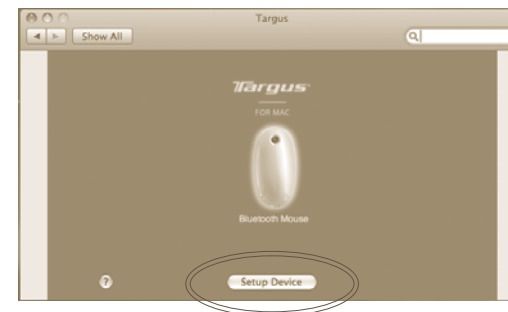 Targus
Show All
Targus
FOR MAC
Bluetooth Mouse
?
Setup Device